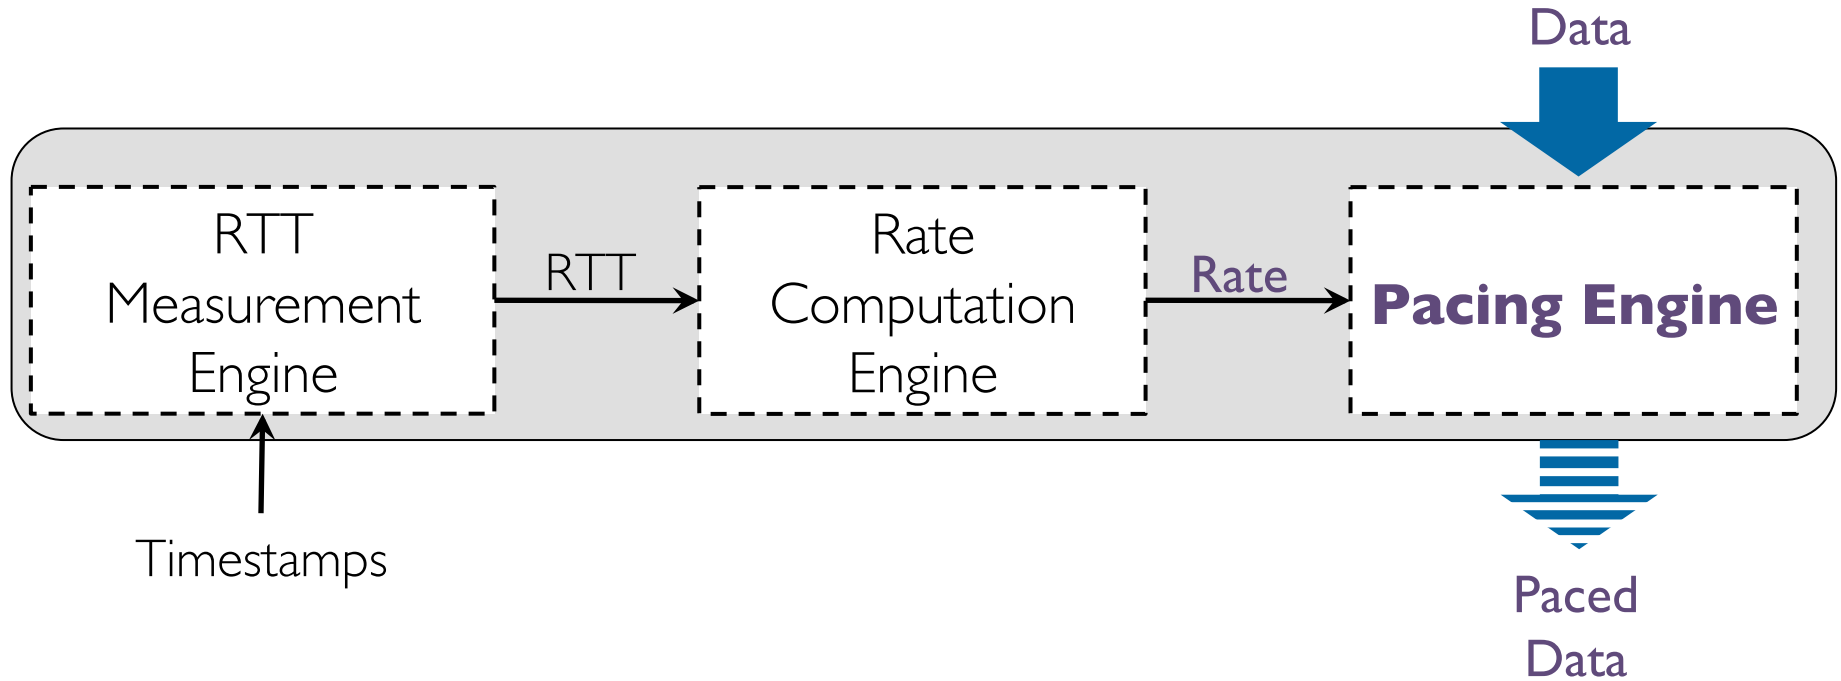 Data
RTT
Measurement
Engine
RTT
Rate
Computation
Engine
Rate
Pacing Engine
Timestamps
Paced
Data